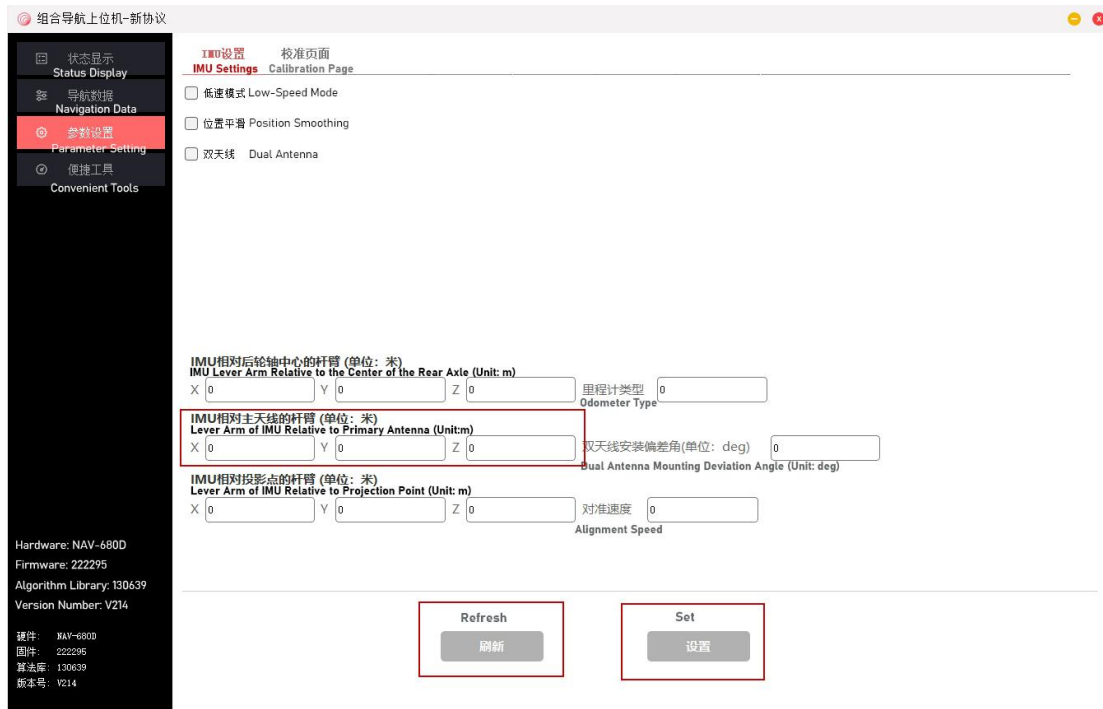 组合导航上位机-新协议
状态显示
Status Display
导航数据
Navigation Data
参数设置
Parameter Setting
便捷工具
Convenient Tools
IMU设置 校准页面
IMU Settings Calibration Page
低速模式 Low-Speed Mode
位置平滑 Position Smoothing
双天线 Dual Antenna
IMU相对后轮轴中心的杆臂 (单位：米)
IMU Lever Arm Relative to the Center of the Rear Axle (Unit: m)
X 0 Y 0 Z 0 里程计类型 0
Odometer Type
IMU相对主天线的杆臂 (单位：米)
Lever Arm of IMU Relative to Primary Antenna (Unit:m)
X 0 Y 0 Z 0 双天线安装偏差角(单位：deg) 0
Dual Antenna Mounting Deviation Angle (Unit: deg)
IMU相对投影点的杆臂 (单位：米)
Lever Arm of IMU Relative to Projection Point (Unit: m)
X 0 Y 0 Z 0 对准速度 0
Alignment Speed
Hardware: NAV-680D
Firmware: 222295
Algorithm Library: 130639
Version Number: V214
硬件： NAV-680D
固件： 222295
算法库： 130639
版本号： V214
Refresh
刷新
Set
设置